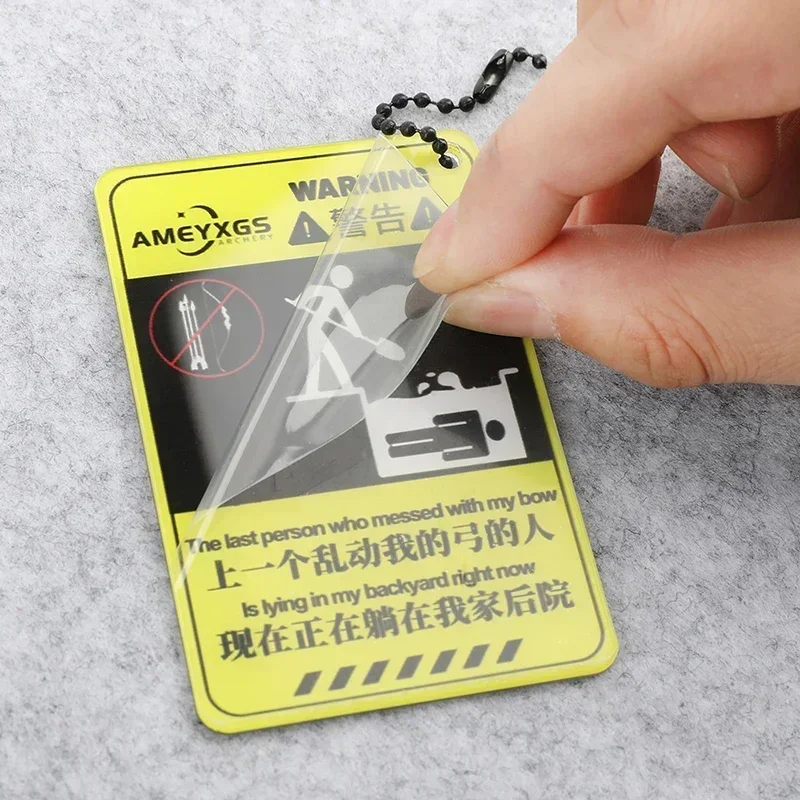 WARNING
警告
AMEYXGS
ARCHERY
The last person who messed with my bow
上一个乱动我的弓的人
Is lying in my backyard right now
现在正在躺在我家后院